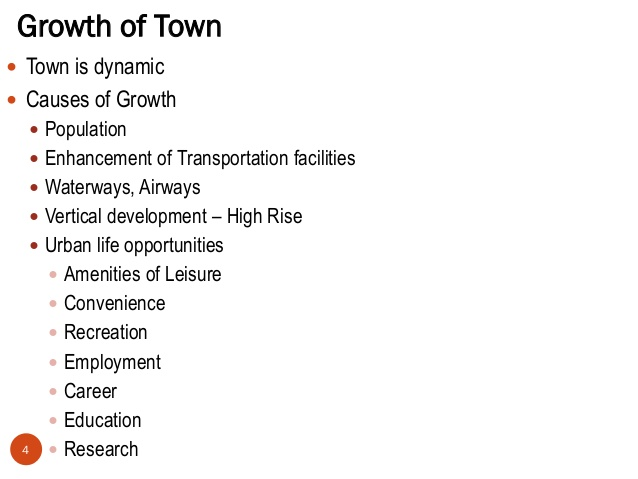 Growth of Town
Town is dynamic
Causes of Growth
Population
Enhancement of Transportation facilities
Waterways, Airways
Vertical development – High Rise
Urban life opportunities
Amenities of Leisure
Convenience
Recreation
Employment
Career
Education
Research
4